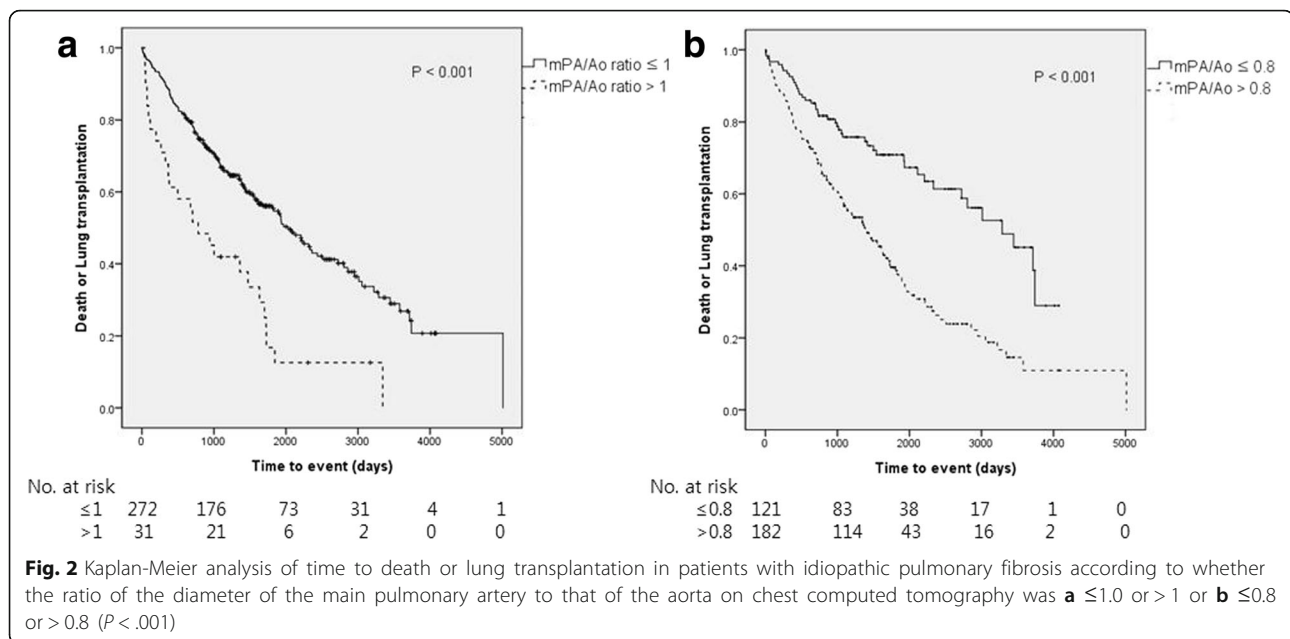 a
P < 0.001
mPA/Ao ratio ≤ 1
mPA/Ao ratio > 1
Death or Lung transplantation
1.0
0.8
0.6
0.4
0.2
0.0
0 1000 2000 3000 4000 5000
Time to event (days)
No. at risk
≤1 272 176 73 31 4 1
>1 31 21 6 2 0 0
b
P < 0.001
mPA/Ao ≤ 0.8
mPA/Ao > 0.8
Death or Lung transplantation
1.0
0.8
0.6
0.4
0.2
0.0
0 1000 2000 3000 4000 5000
Time to event (days)
No. at risk
≤0.8 121 83 38 17 1 0
>0.8 182 114 43 16 2 0
Fig. 2 Kaplan-Meier analysis of time to death or lung transplantation in patients with idiopathic pulmonary fibrosis according to whether
the ratio of the diameter of the main pulmonary artery to that of the aorta on chest computed tomography was a ≤1.0 or > 1 or b ≤0.8
or > 0.8 (P < .001)